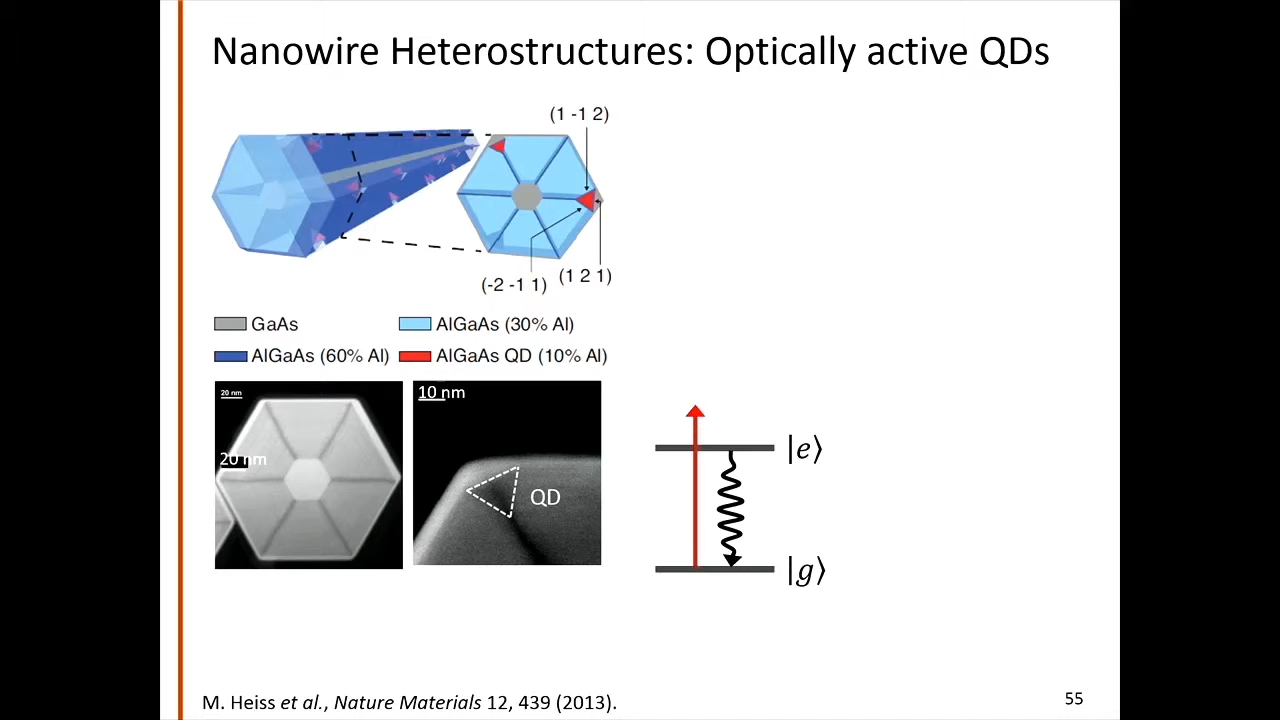 Nanowire Heterostructures: Optically active QDs
(1 -1 2)
(-2 -1 1)
(1 2 1)
GaAs
AlGaAs (30% Al)
AlGaAs (60% Al)
AlGaAs QD (10% Al)
20 nm
20 nm
10 nm
QD
|e⟩
|g⟩
M. Heiss et al., Nature Materials 12, 439 (2013).
55